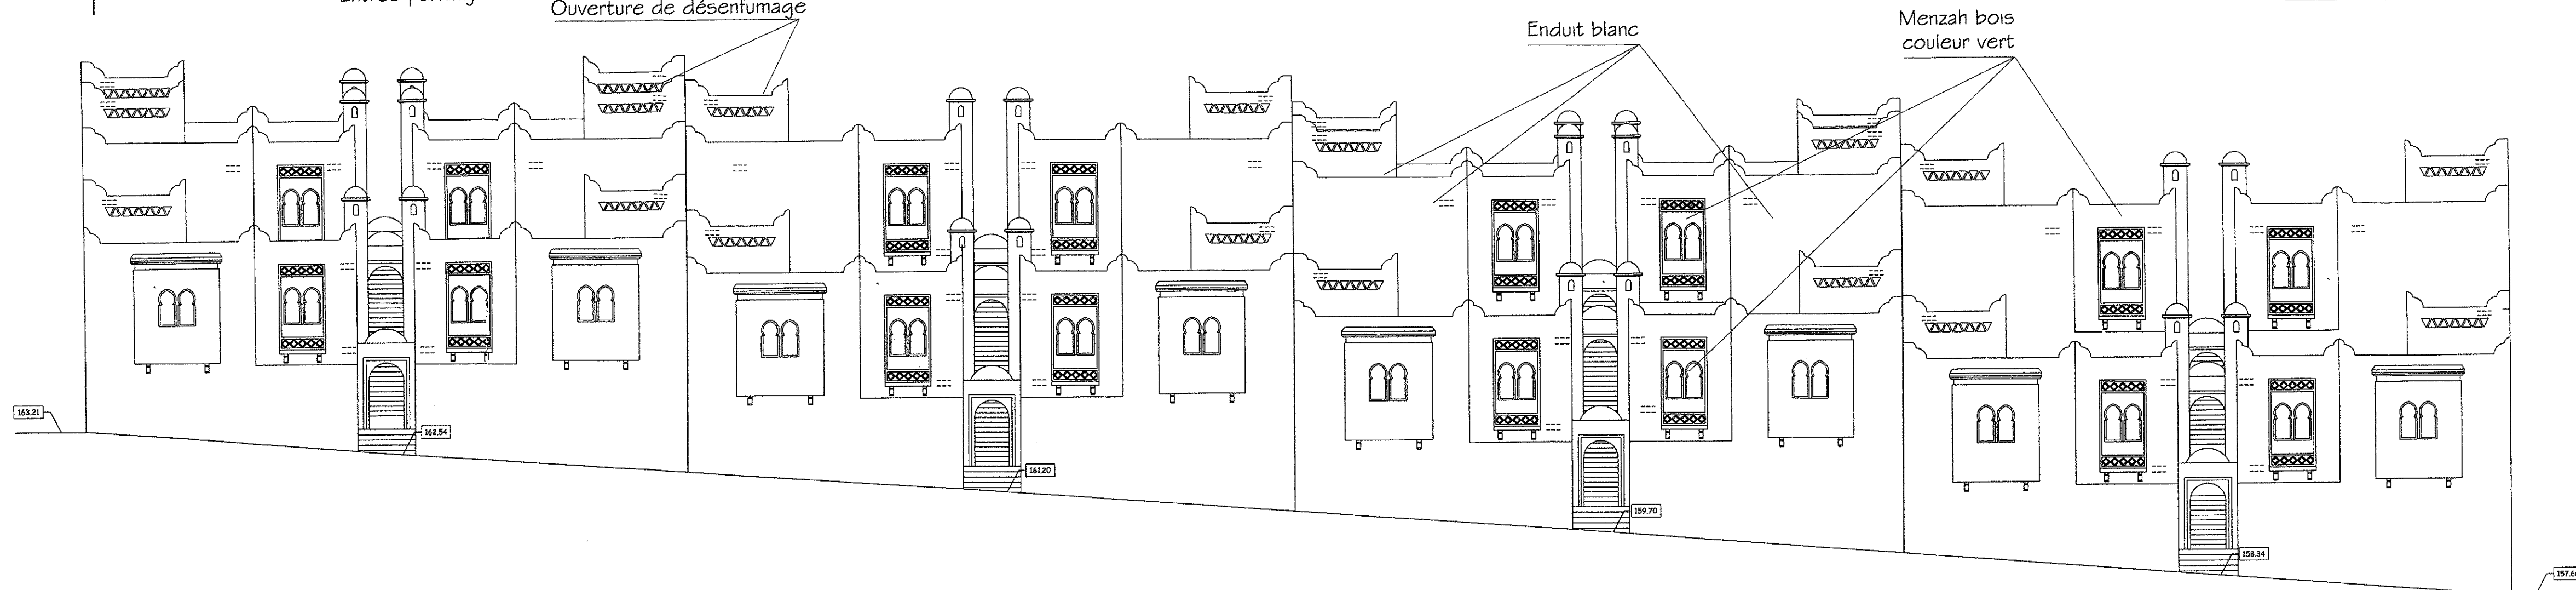 Ouverture de désenfumage
Enduit blanc
Menzah bois
couleur vert
163.21
162.54
161.20
159.70
158.34